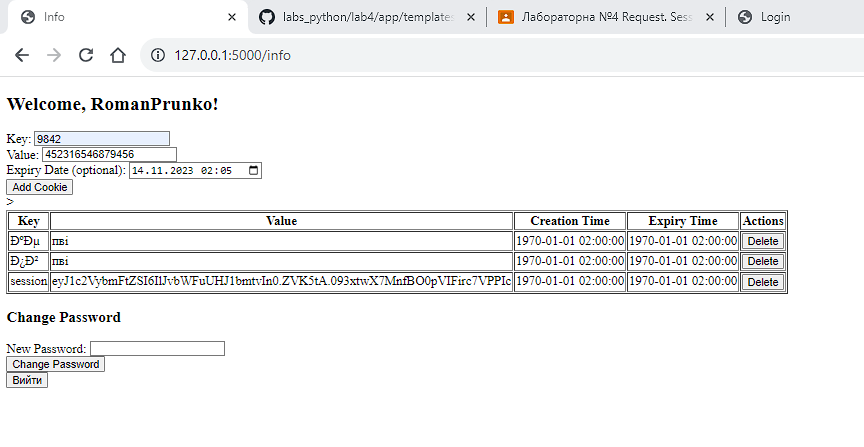 Info
labs_python/lab4/app/templates
Лабораторна №4 Request. Sess
Login
127.0.0.1:5000/info
Welcome, RomanPrunko!
Key: 9842
Value: 452316546879456
Expiry Date (optional): 14.11.2023 02:05
Add Cookie
>
Key Value Creation Time Expiry Time Actions
ÐºÐµ пві 1970-01-01 02:00:00 1970-01-01 02:00:00 Delete
Ð¿Ð² пві 1970-01-01 02:00:00 1970-01-01 02:00:00 Delete
session eyJ1c2VybmFtZSI6IlJvbWFuUHJ1bmtvIn0.ZVK5tA.093xtwX7MnfBO0pVIFirc7VPPIc 1970-01-01 02:00:00 1970-01-01 02:00:00 Delete
Change Password
New Password:
Change Password
Вийти